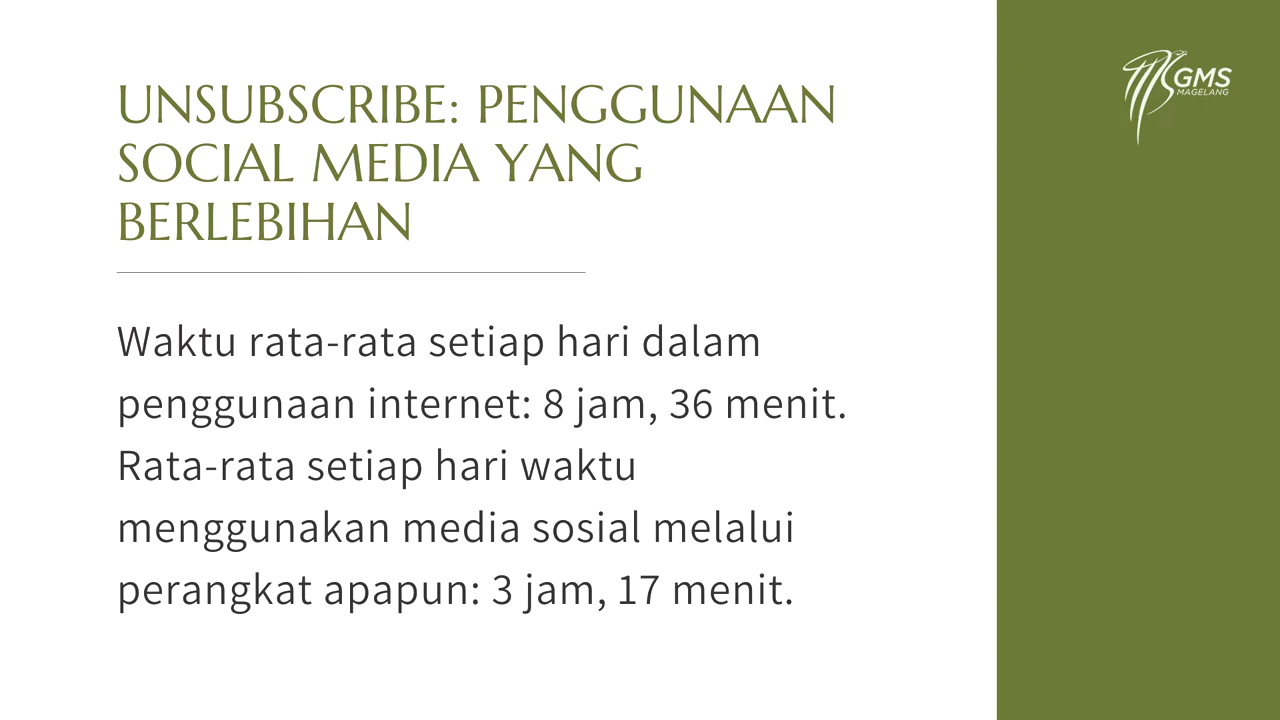 UNSUBSCRIBE: PENGGUNAAN
SOCIAL MEDIA YANG
BERLEBIHAN
Waktu rata-rata setiap hari dalam
penggunaan internet: 8 jam, 36 menit.
Rata-rata setiap hari waktu
menggunakan media sosial melalui
perangkat apapun: 3 jam, 17 menit.
GMS
MAGELANG